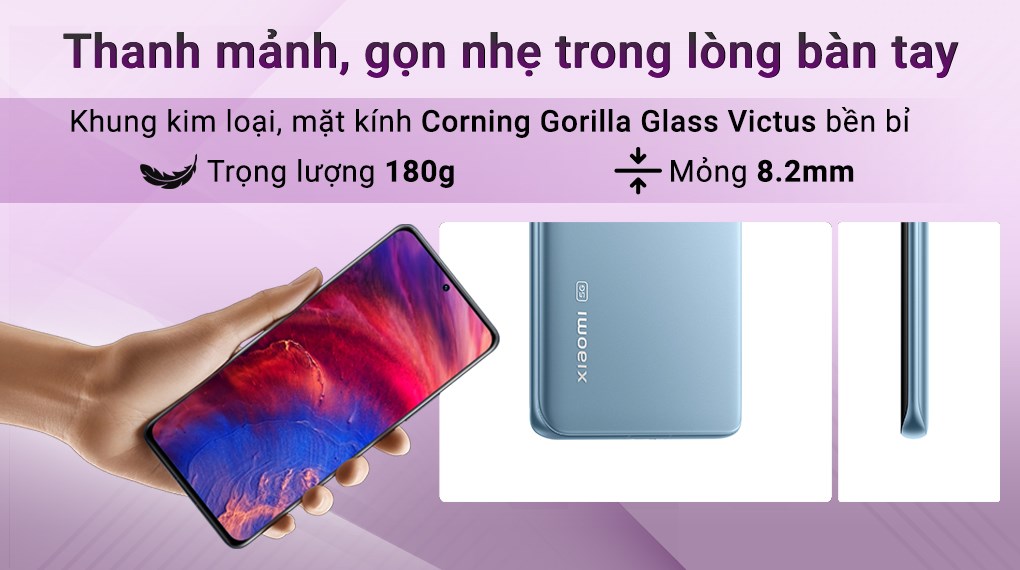 Thanh mảnh, gọn nhẹ trong lòng bàn tay
Khung kim loại, mặt kính Corning Gorilla Glass Victus bền bỉ
Trọng lượng 180g
Mỏng 8.2mm
xiaomi 5G